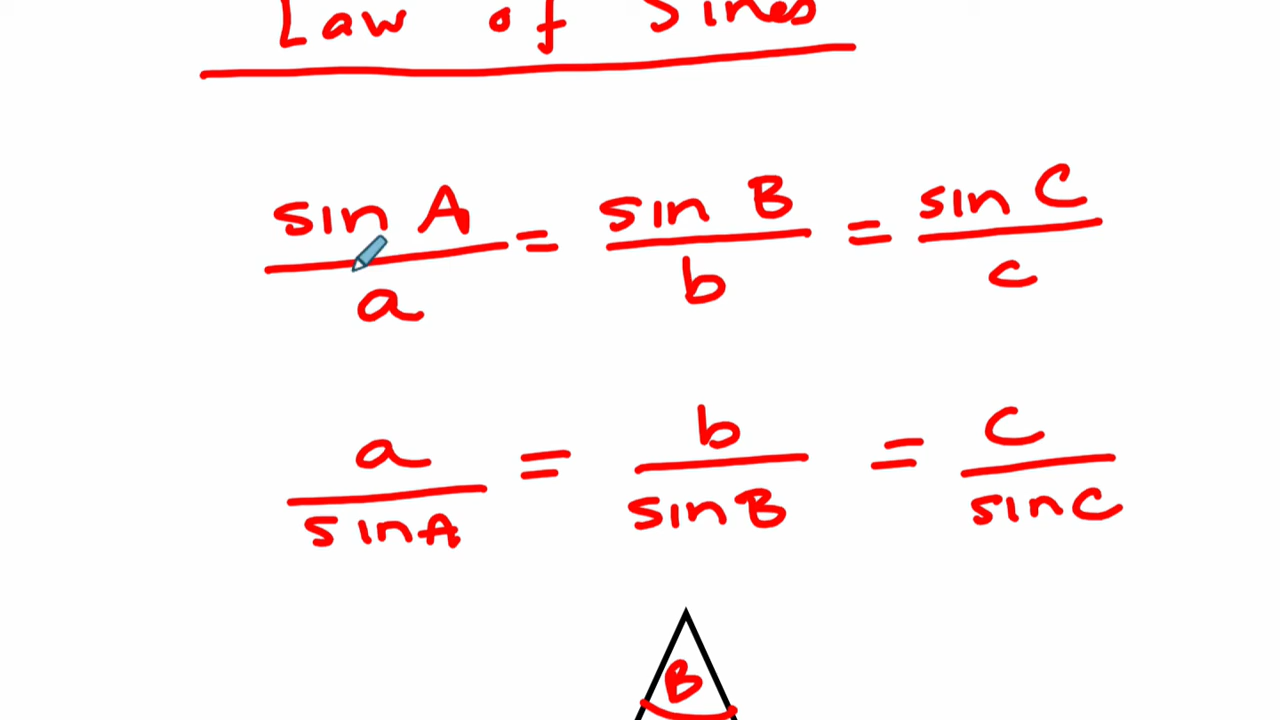 Law of Sines
sin A / a = sin B / b = sin C / c
a / sin A = b / sin B = c / sin C
B